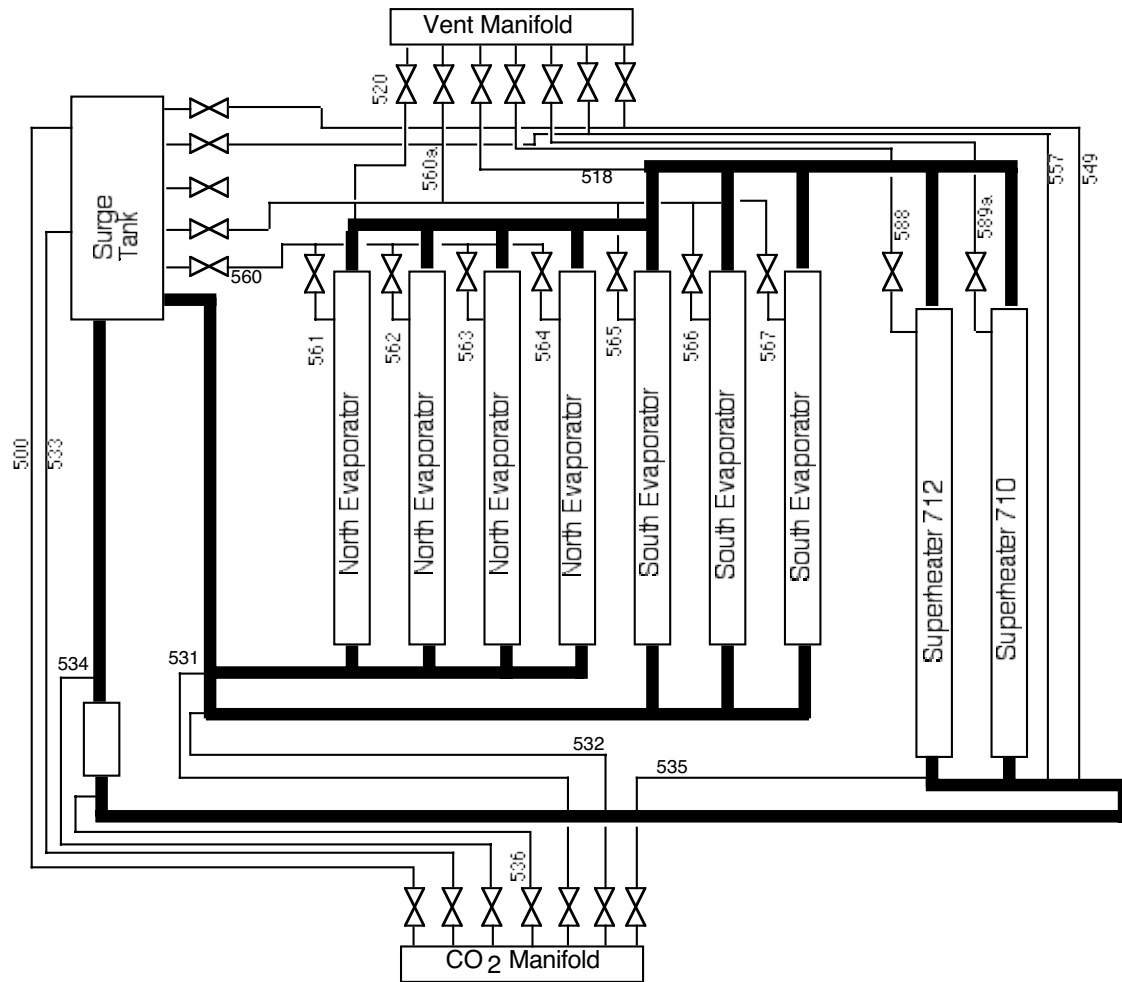 Vent Manifold
520
560a
518
588
589a
557
549
Surge
Tank
560
561
562
563
564
565
566
567
500
533
North Evaporator
North Evaporator
North Evaporator
North Evaporator
South Evaporator
South Evaporator
South Evaporator
Superheater 712
Superheater 710
534
531
532
535
536
CO2 Manifold